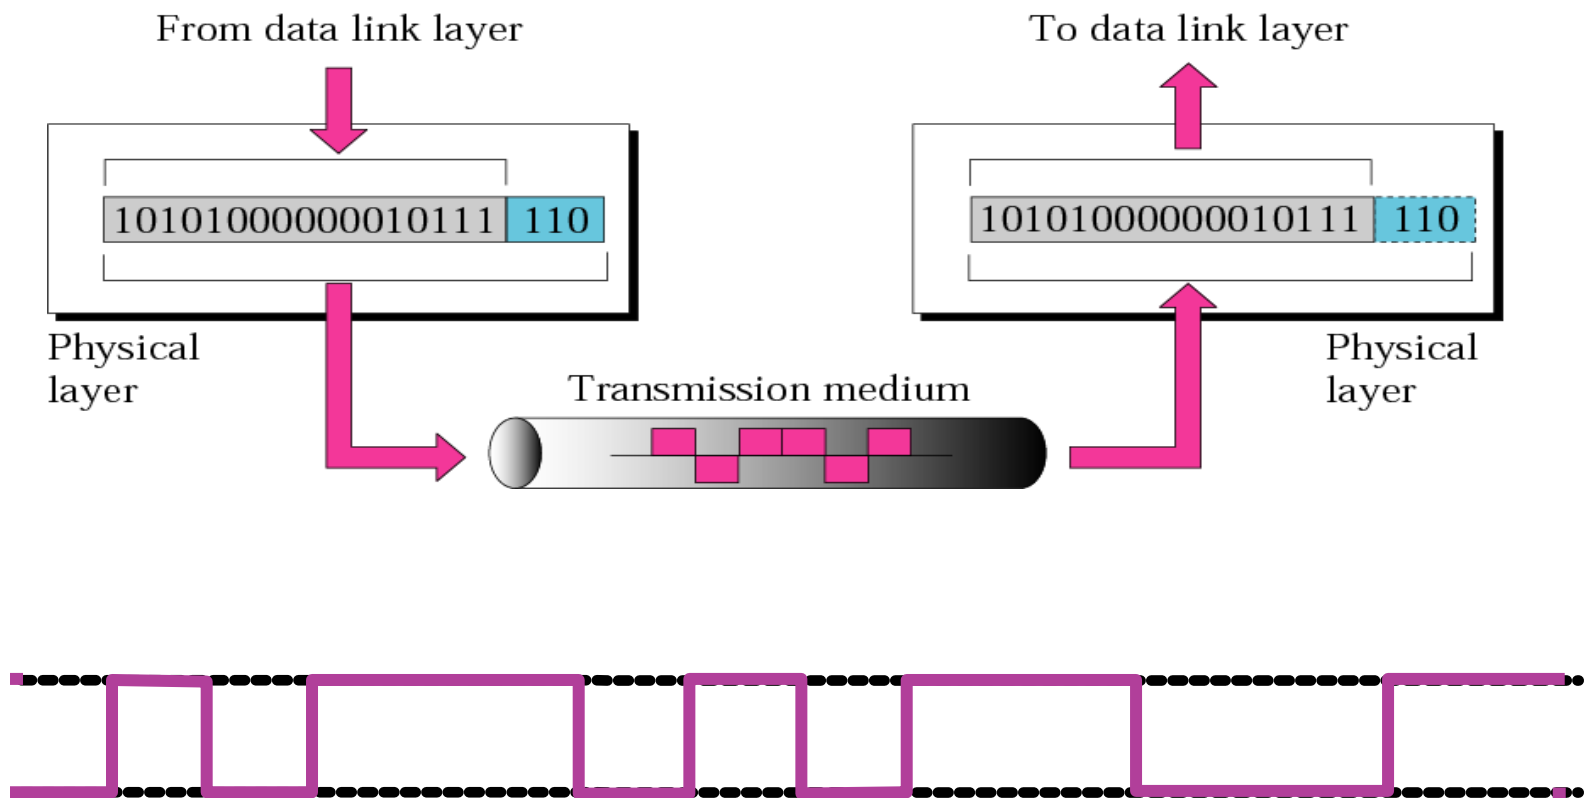 From data link layer
To data link layer
10101000000010111 110
10101000000010111 110
Physical
layer
Physical
layer
Transmission medium